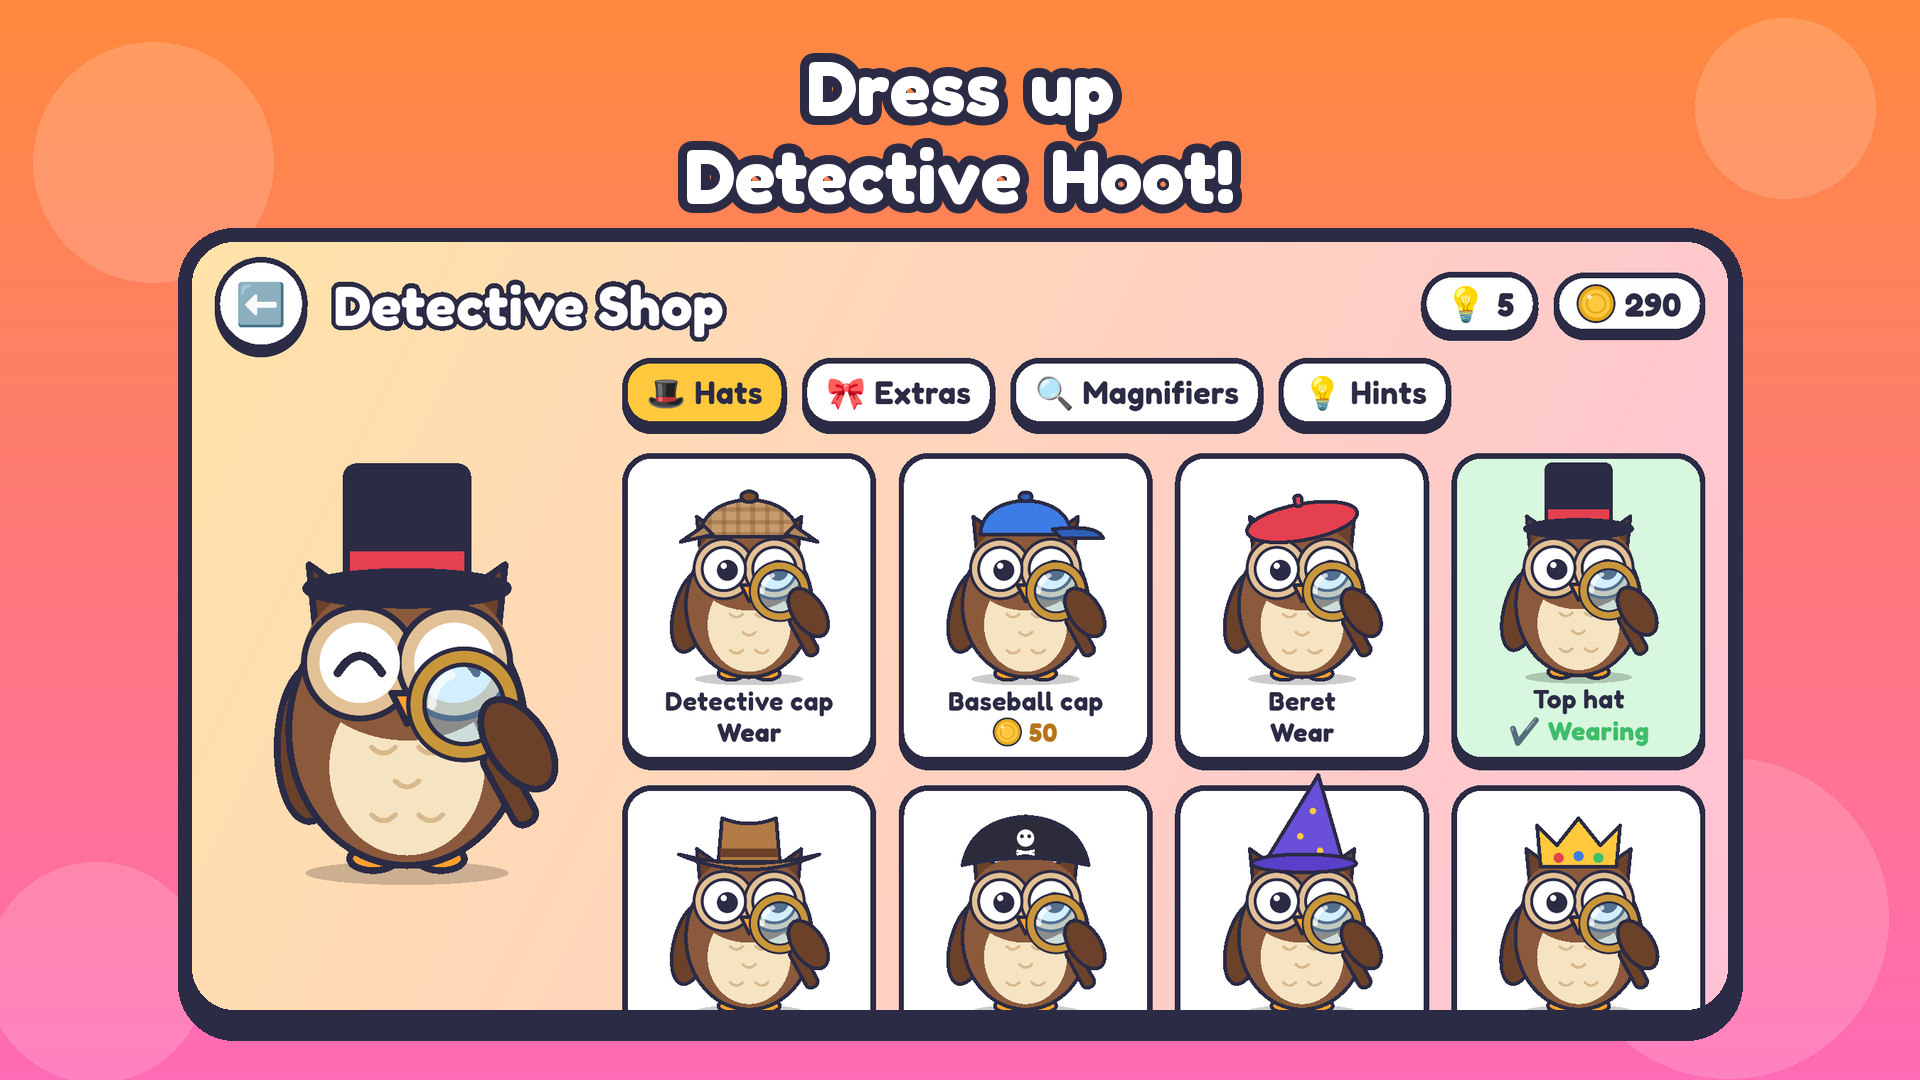 Dress up
Detective Hoot!
Detective Shop
5
290
Hats
Extras
Magnifiers
Hints
Detective cap
Wear
Baseball cap
50
Beret
Wear
Top hat
Wearing